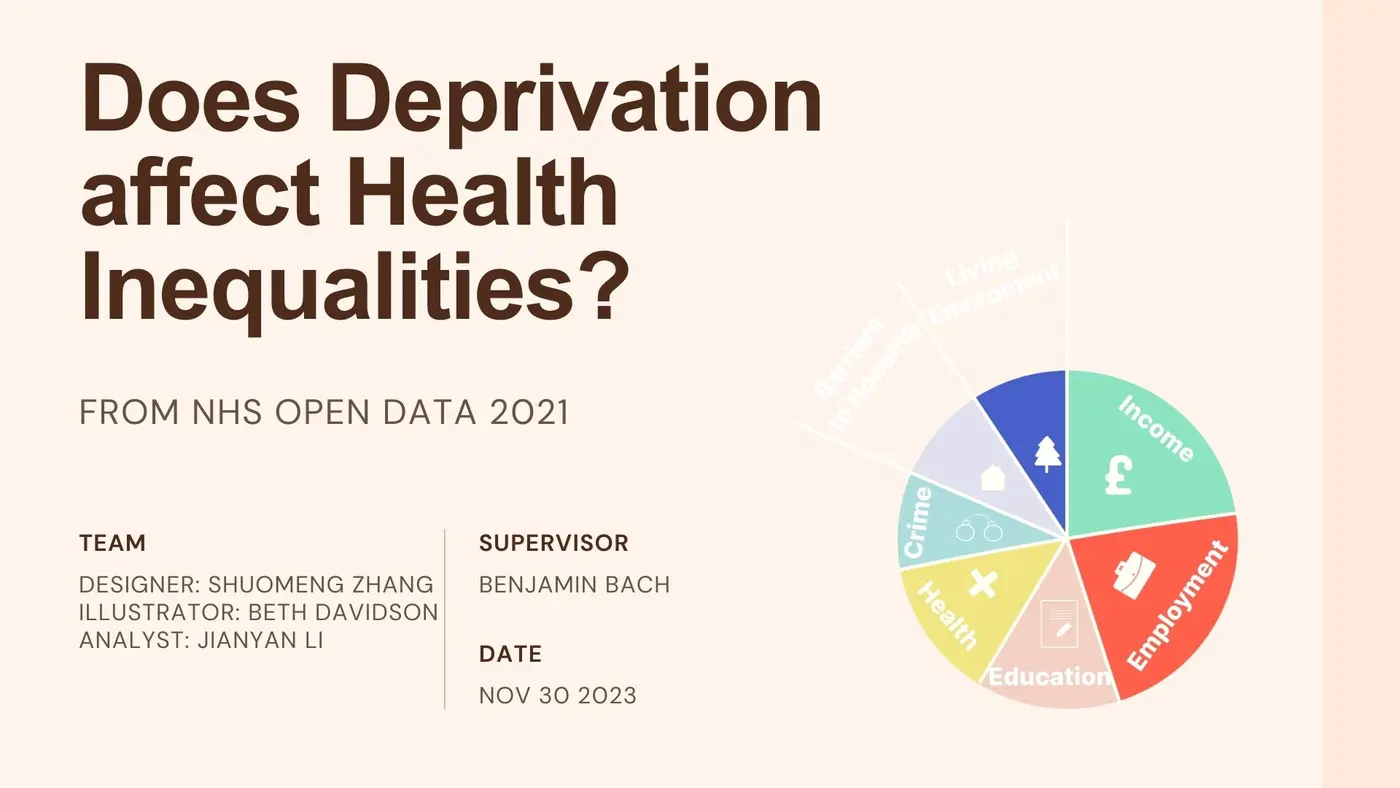 Does Deprivation
affect Health
Inequalities?
FROM NHS OPEN DATA 2021
TEAM
DESIGNER: SHUOMENG ZHANG
ILLUSTRATOR: BETH DAVIDSON
ANALYST: JIANYAN LI
SUPERVISOR
BENJAMIN BACH
DATE
NOV 30 2023
Living
Enviroment
Barriers
to Housing
Income
£
Employment
Education
Health
Crime